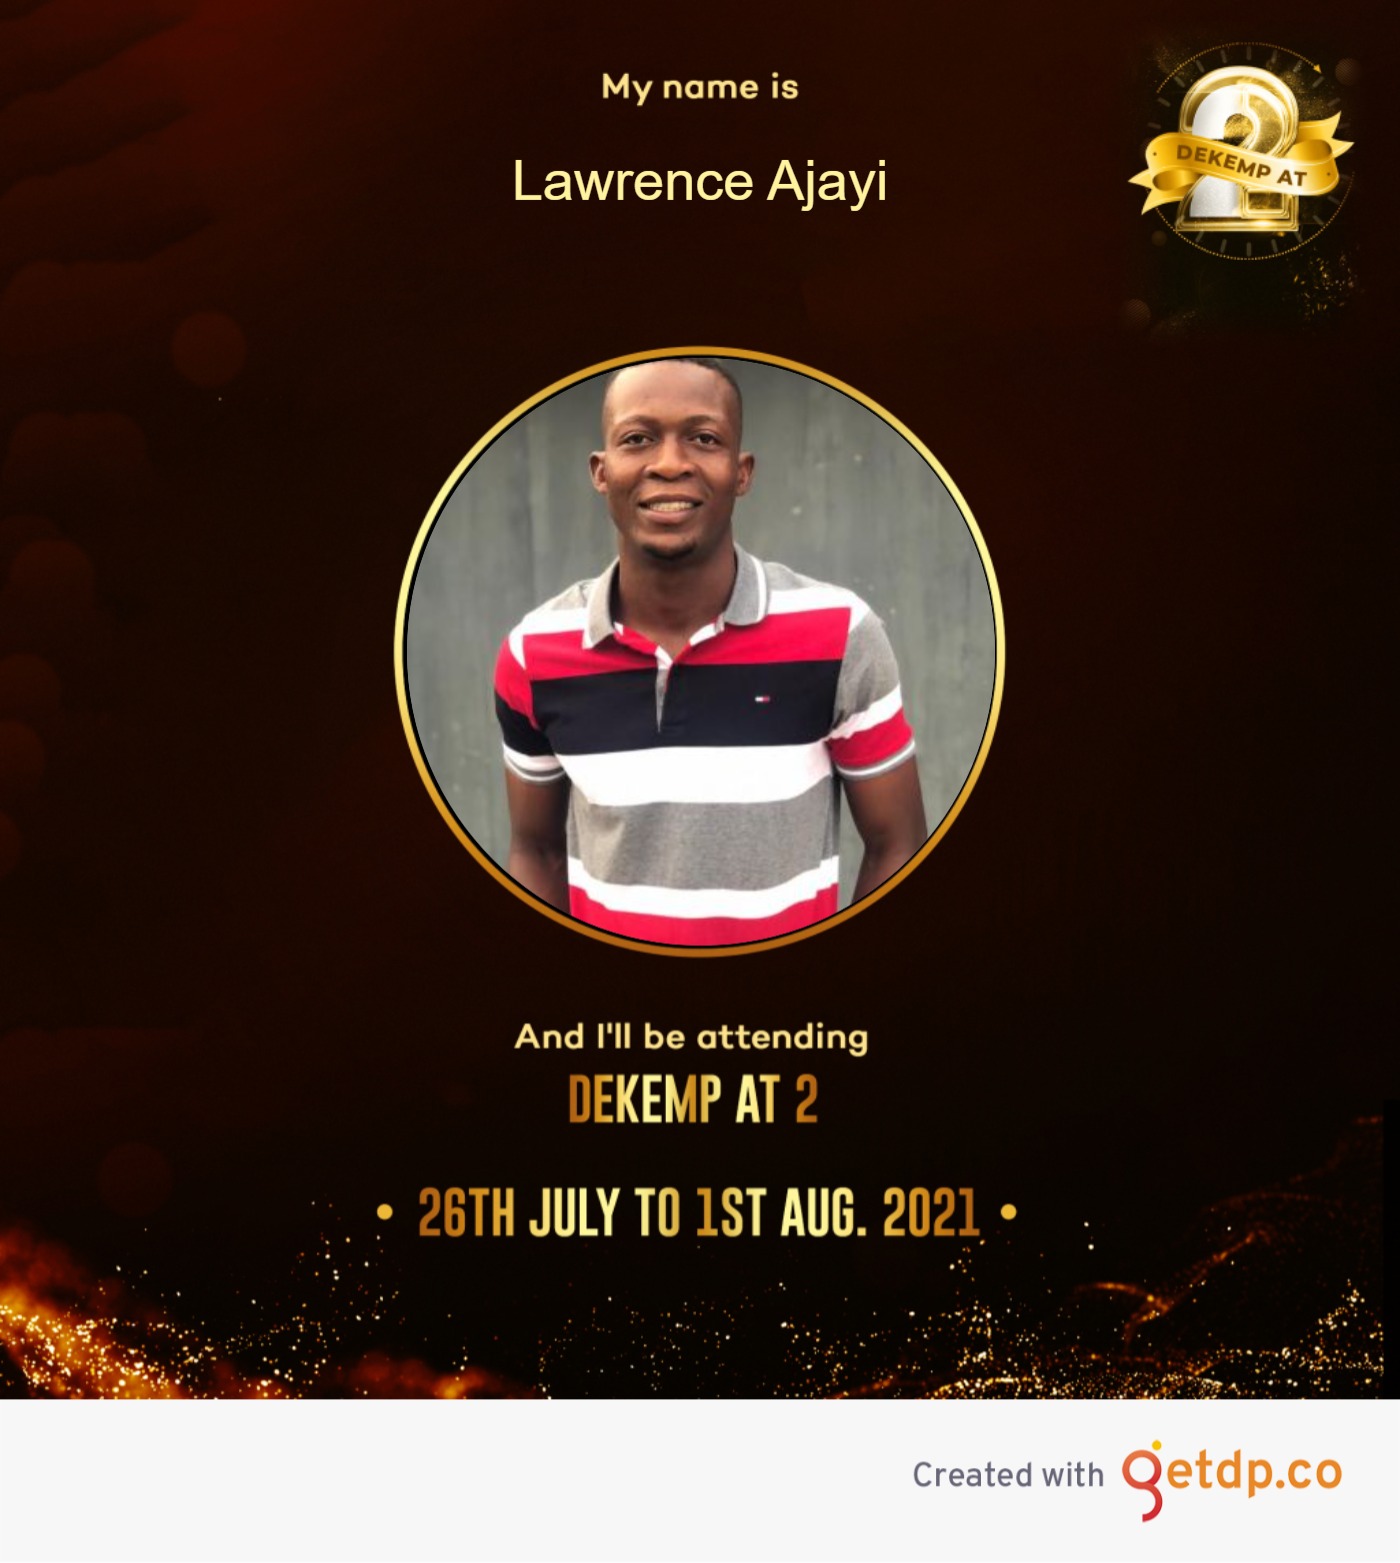 My name is
Lawrence Ajayi
2
DEKEMP AT
And I'll be attending
DEKEMP AT 2
• 26TH JULY TO 1ST AUG. 2021 •
Created with getdp.co